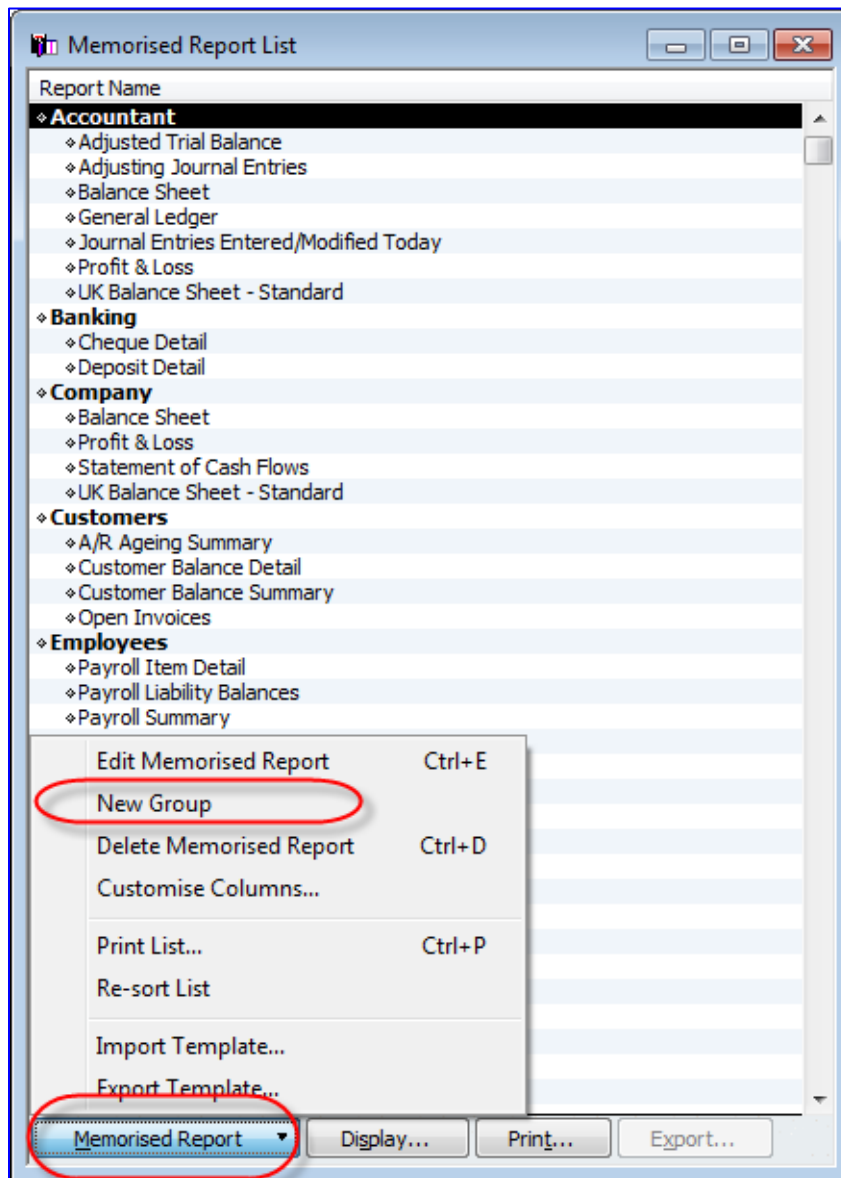 Memorised Report List
Report Name
Accountant
Adjusted Trial Balance
Adjusting Journal Entries
Balance Sheet
General Ledger
Journal Entries Entered/Modified Today
Profit & Loss
UK Balance Sheet - Standard
Banking
Cheque Detail
Deposit Detail
Company
Balance Sheet
Profit & Loss
Statement of Cash Flows
UK Balance Sheet - Standard
Customers
A/R Ageing Summary
Customer Balance Detail
Customer Balance Summary
Open Invoices
Employees
Payroll Item Detail
Payroll Liability Balances
Payroll Summary
Edit Memorised Report Ctrl+E
New Group
Delete Memorised Report Ctrl+D
Customise Columns...
Print List... Ctrl+P
Re-sort List
Import Template...
Export Template...
Memorised Report Display... Print... Export...